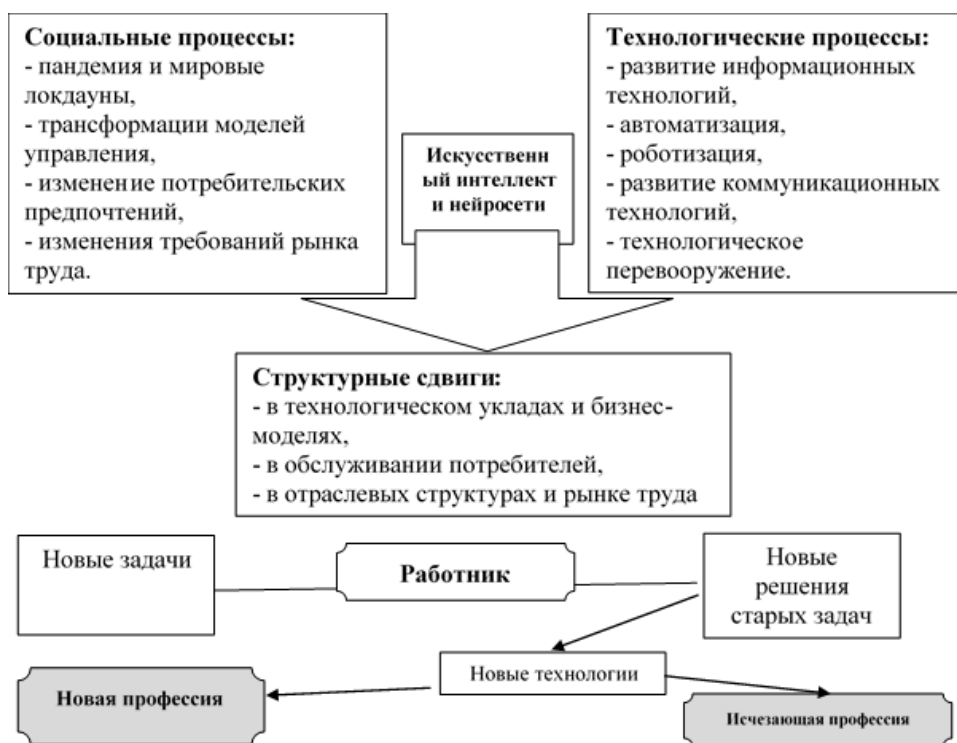 Социальные процессы:
- пандемия и мировые
локдауны,
- трансформации моделей
управления,
- изменение потребительских
предпочтений,
- изменения требований рынка
труда.
Искусственн
ый интеллект
и нейросети
Технологические процессы:
- развитие информационных
технологий,
- автоматизация,
- роботизация,
- развитие коммуникационных
технологий,
- технологическое
перевооружение.
Структурные сдвиги:
- в технологическом укладах и бизнес-
моделях,
- в обслуживании потребителей,
- в отраслевых структурах и рынке труда
Новые задачи
Работник
Новые
решения
старых задач
Новые технологии
Новая профессия
Исчезающая профессия